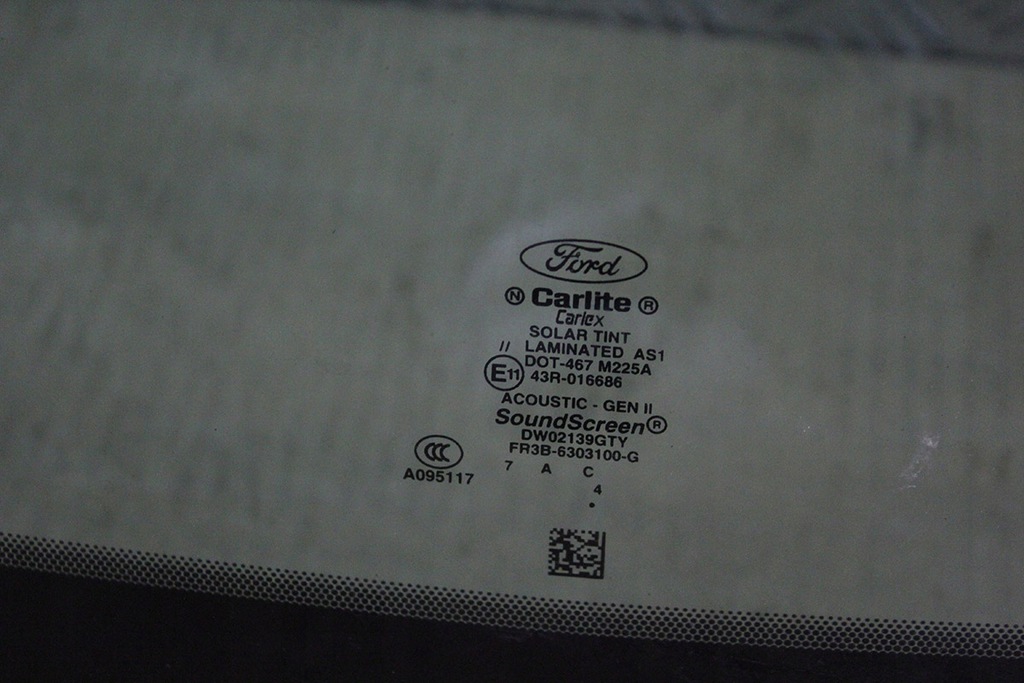 Ford
N Carlite ®
Carlex
SOLAR TINT
// LAMINATED AS1
DOT-467 M225A
E11 43R-016686
ACOUSTIC - GEN II
SoundScreen®
DW02139GTY
FR3B-6303100-G
CCC
A095117
7 A C
4
.